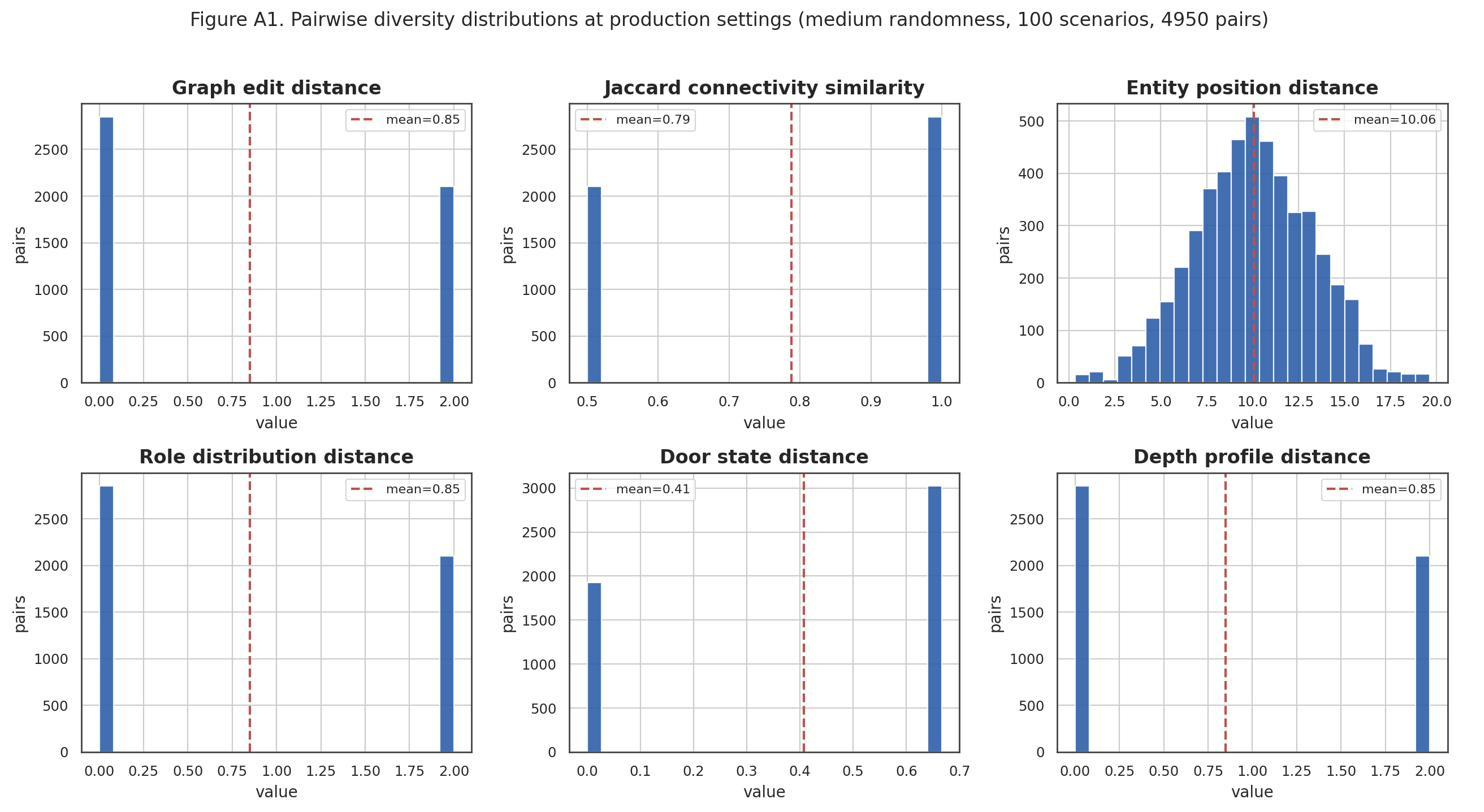 Figure A1. Pairwise diversity distributions at production settings (medium randomness, 100 scenarios, 4950 pairs)
Graph edit distance
mean=0.85
pairs
2500
2000
1500
1000
500
0
0.00 0.25 0.50 0.75 1.00 1.25 1.50 1.75 2.00
value
Jaccard connectivity similarity
mean=0.79
pairs
2500
2000
1500
1000
500
0
0.5 0.6 0.7 0.8 0.9 1.0
value
Entity position distance
mean=10.06
pairs
500
400
300
200
100
0
0.0 2.5 5.0 7.5 10.0 12.5 15.0 17.5 20.0
value
Role distribution distance
mean=0.85
pairs
2500
2000
1500
1000
500
0
0.00 0.25 0.50 0.75 1.00 1.25 1.50 1.75 2.00
value
Door state distance
mean=0.41
pairs
3000
2500
2000
1500
1000
500
0
0.0 0.1 0.2 0.3 0.4 0.5 0.6 0.7
value
Depth profile distance
mean=0.85
pairs
2500
2000
1500
1000
500
0
0.00 0.25 0.50 0.75 1.00 1.25 1.50 1.75 2.00
value